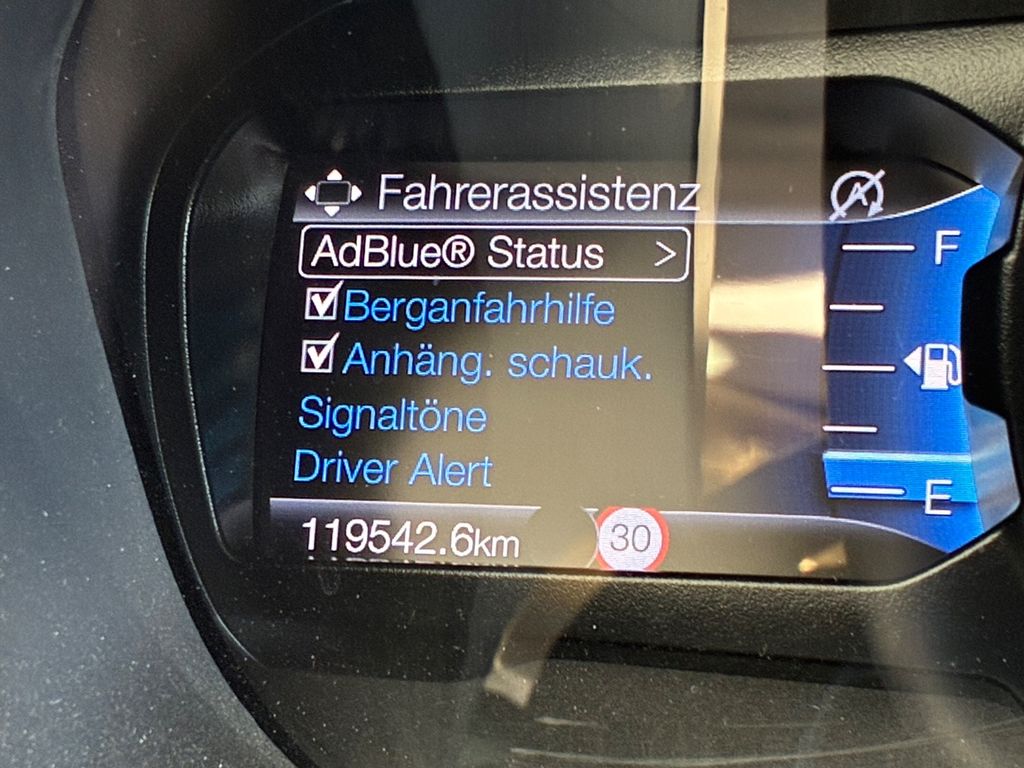 Fahrerassistenz
AdBlue® Status >
Berganfahrhilfe
Anhäng. schauk.
Signaltöne
Driver Alert
119542.6km
30
F
E